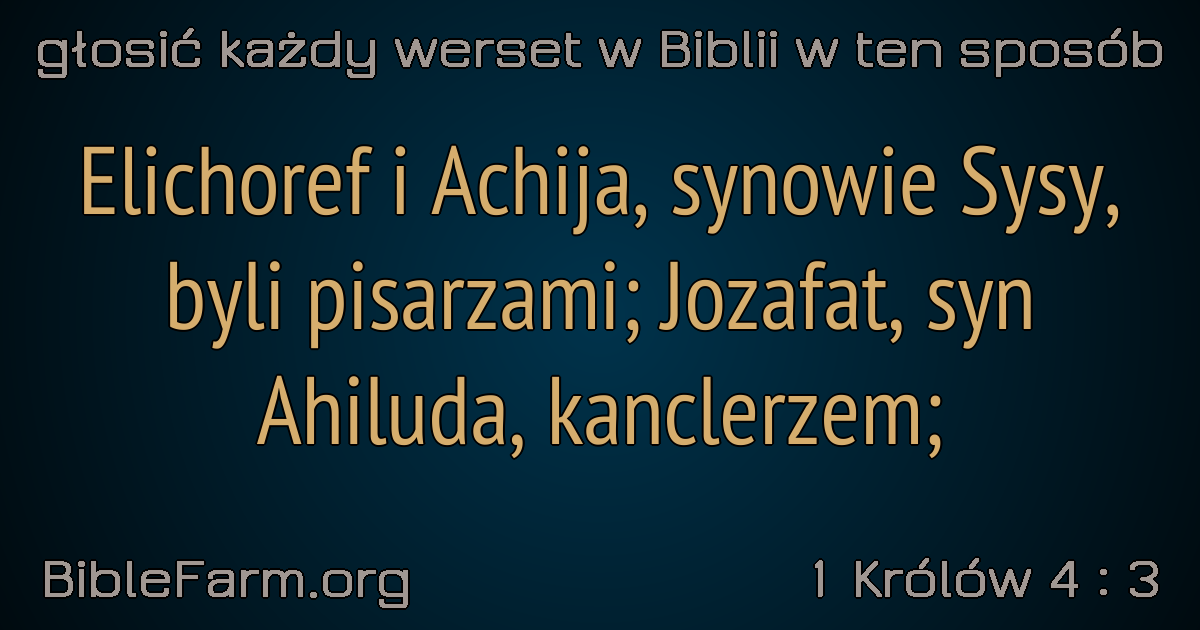 głosić każdy werset w Biblii w ten sposób
Elichoref i Achija, synowie Sysy,
byli pisarzami; Jozafat, syn
Ahiluda, kanclerzem;
BibleFarm.org
1 Królów 4 : 3